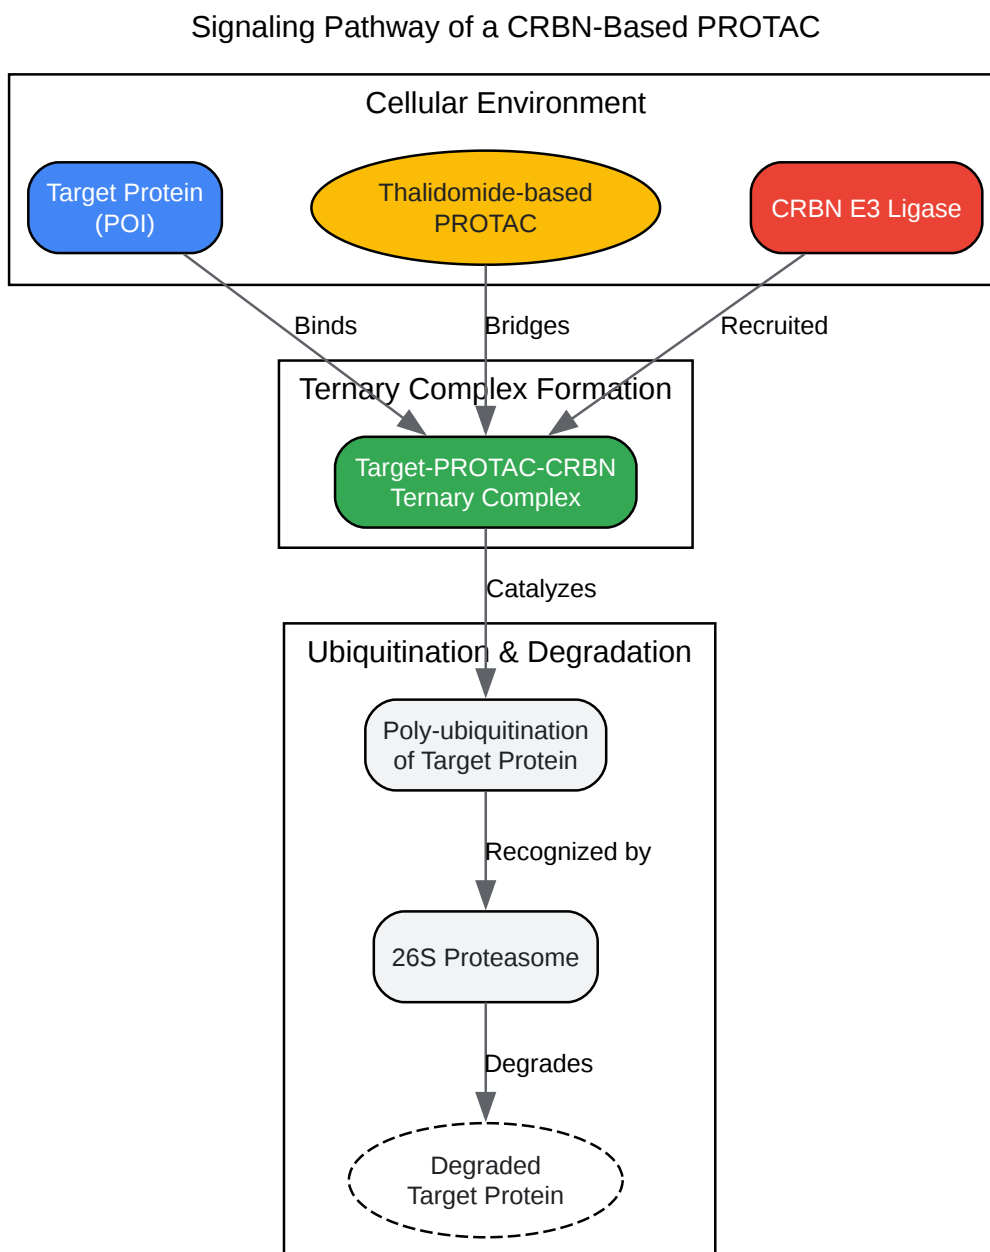 Signaling Pathway of a CRBN-Based PROTAC
Cellular Environment
Target Protein
(POI)
Thalidomide-based
PROTAC
CRBN E3 Ligase
Binds
Bridges
Recruited
Ternary Complex Formation
Target-PROTAC-CRBN
Ternary Complex
Catalyzes
Ubiquitination & Degradation
Poly-ubiquitination
of Target Protein
Recognized by
26S Proteasome
Degrades
Degraded
Target Protein